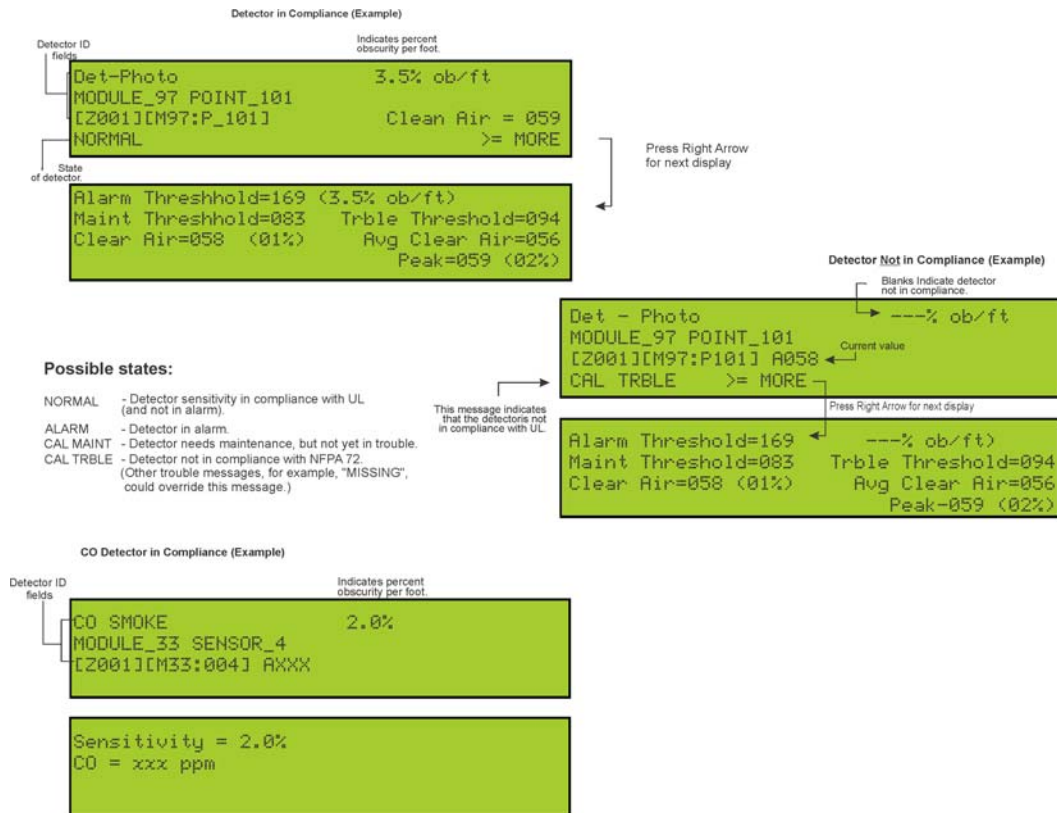 Detector in Compliance (Example)
Detector ID
fields
Indicates percent
obscurity per foot.
Det-Photo 3.5% ob/ft
MODULE_97 POINT_101
[Z001][M97:P_101] Clean Air = 059
NORMAL >= MORE
State
of detector.
Press Right Arrow
for next display
Alarm Threshhold=169 (3.5% ob/ft)
Maint Threshhold=083 Trble Threshold=094
Clear Air=058 (01%) Avg Clear Air=056
Peak=059 (02%)
Detector Not in Compliance (Example)
Blanks Indicate detector
not in compliance.
Det - Photo ---% ob/ft
MODULE_97 POINT_101
[Z001][M97:P101] A058
Current value
CAL TRBLE >= MORE
This message indicates
that the detectoris not
in compliance with UL.
Press Right Arrow for next display
Alarm Threshold=169 ---% ob/ft)
Maint Threshold=083 Trble Threshold=094
Clear Air=058 (01%) Avg Clear Air=056
Peak-059 (02%)
Possible states:
NORMAL - Detector sensitivity in compliance with UL
(and not in alarm).
ALARM - Detector in alarm.
CAL MAINT - Detector needs maintenance, but not yet in trouble.
CAL TRBLE - Detector not in compliance with NFPA 72.
(Other trouble messages, for example, "MISSING",
could override this message.)
CO Detector in Compliance (Example)
Detector ID
fields
Indicates percent
obscurity per foot.
CO SMOKE 2.0%
MODULE_33 SENSOR_4
[Z001][M33:004] AXXX
Sensitivity = 2.0%
CO = xxx ppm